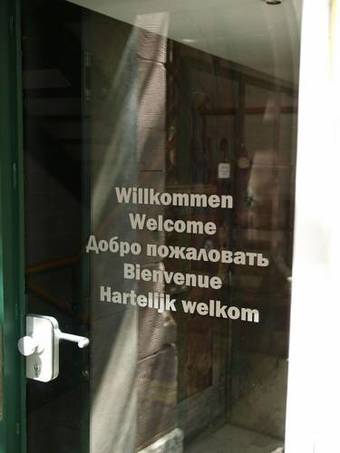 Willkommen
Welcome
Добро пожаловать
Bienvenue
Hartelijk welkom